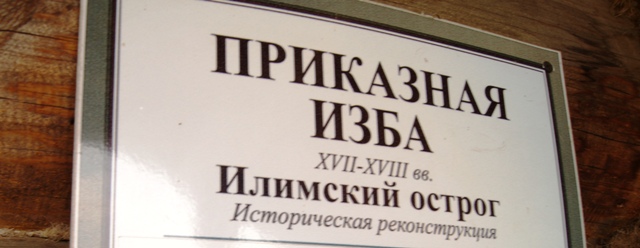 ПРИКАЗНАЯ
ИЗБА
XVII-XVIII вв.
Илимский острог
Историческая реконструкция